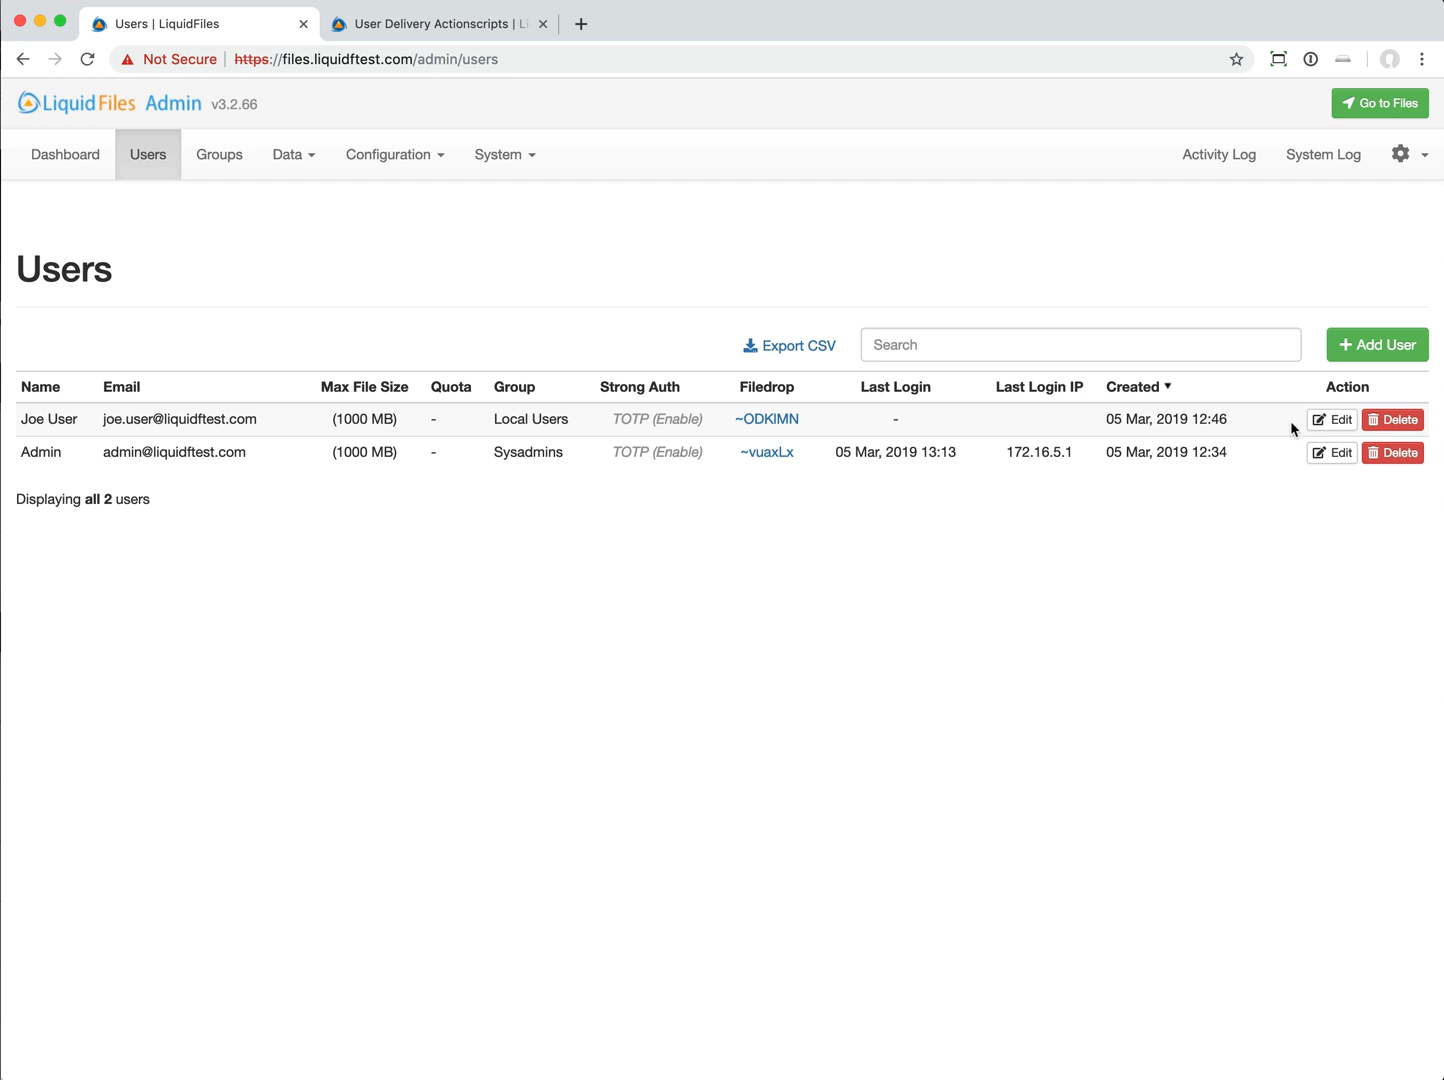 Users | LiquidFiles
User Delivery Actionscripts | Li
Not Secure
https://files.liquidftest.com/admin/users
LiquidFiles Admin v3.2.66
Go to Files
Dashboard Users Groups Data Configuration System Activity Log System Log
Users
Export CSV Search + Add User
Name Email Max File Size Quota Group Strong Auth Filedrop Last Login Last Login IP Created ▼ Action
Joe User joe.user@liquidftest.com (1000 MB) - Local Users TOTP (Enable) ~ODKIMN - 05 Mar, 2019 12:46 Edit Delete
Admin admin@liquidftest.com (1000 MB) - Sysadmins TOTP (Enable) ~vuaxLx 05 Mar, 2019 13:13 172.16.5.1 05 Mar, 2019 12:34 Edit Delete
Displaying all 2 users